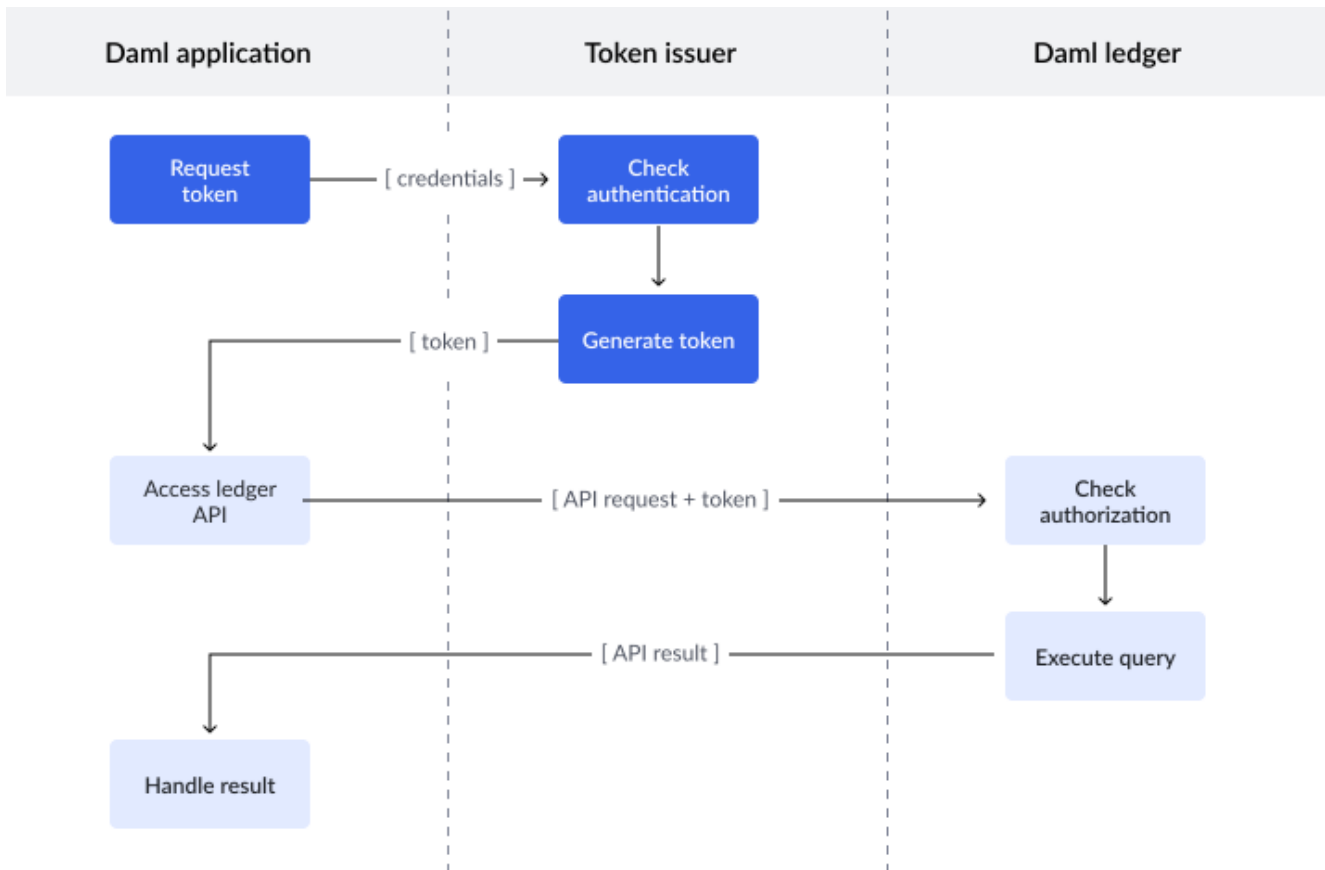 Daml application
Token issuer
Daml ledger
Request
token
[ credentials ]
Check
authentication
Generate token
[ token ]
Access ledger
API
[ API request + token ]
Check
authorization
Execute query
[ API result ]
Handle result